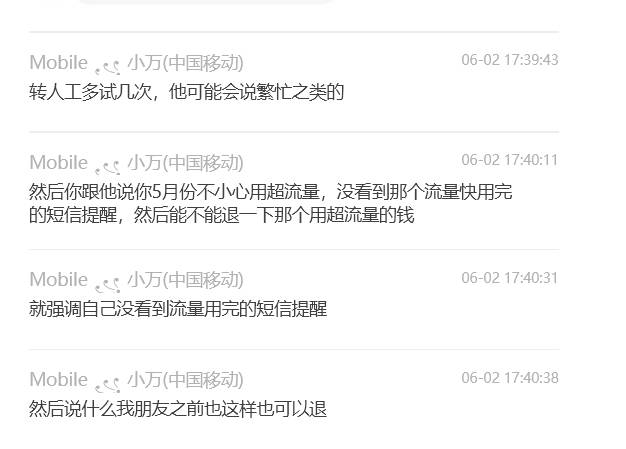 Mobile 小万(中国移动) 06-02 17:39:43
转人工多试几次，他可能会说繁忙之类的
Mobile 小万(中国移动) 06-02 17:40:11
然后你跟他说你5月份不小心用超流量，没看到那个流量快用完
的短信提醒，然后能不能退一下那个用超流量的钱
Mobile 小万(中国移动) 06-02 17:40:31
就强调自己没看到流量用完的短信提醒
Mobile 小万(中国移动) 06-02 17:40:38
然后说什么我朋友之前也这样也可以退